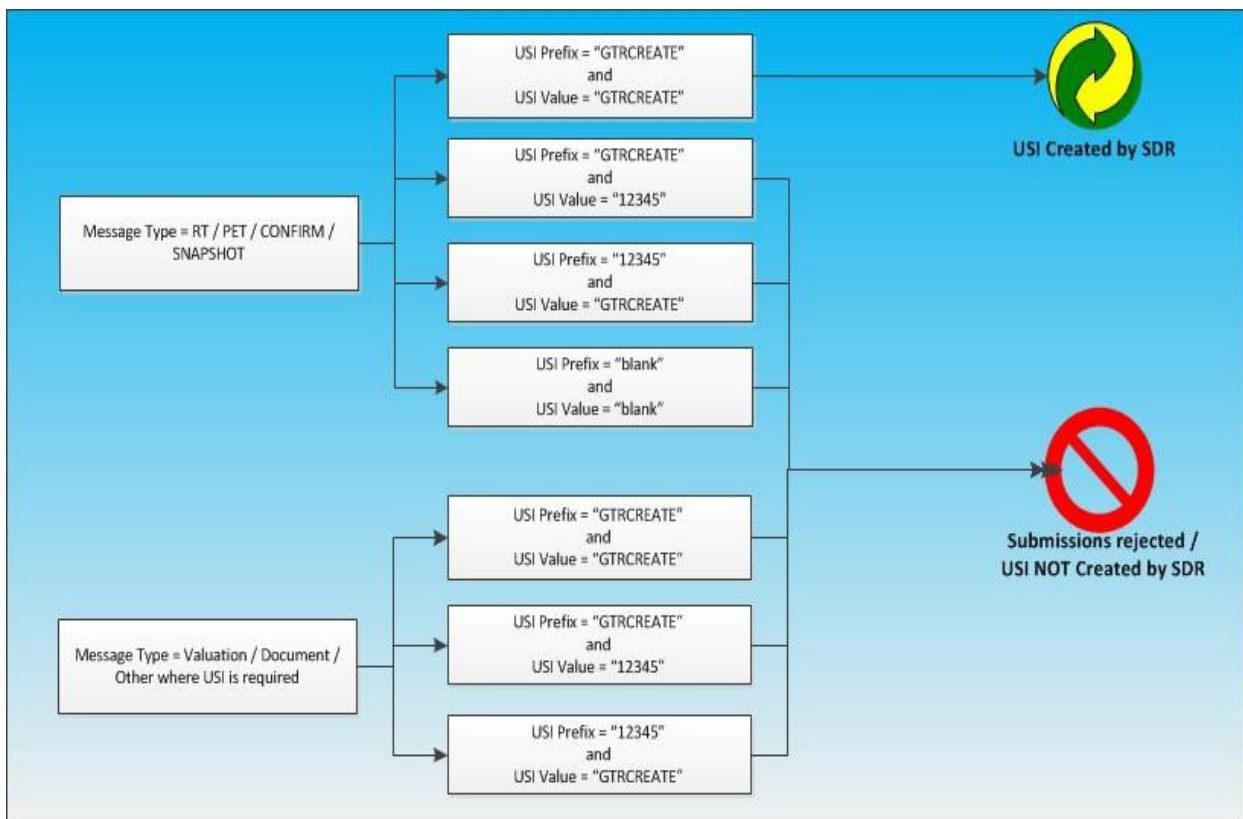 USI Prefix = “GTRCREATE”
and
USI Value = “GTRCREATE”
USI Created by SDR
USI Prefix = “GTRCREATE”
and
USI Value = “12345”
Message Type = RT / PET / CONFIRM /
SNAPSHOT
USI Prefix = “12345”
and
USI Value = “GTRCREATE”
USI Prefix = “blank”
and
USI Value = “blank”
USI Prefix = “GTRCREATE”
and
USI Value = “GTRCREATE”
Submissions rejected /
USI NOT Created by SDR
USI Prefix = “GTRCREATE”
and
USI Value = “12345”
Message Type = Valuation / Document /
Other where USI is required
USI Prefix = “12345”
and
USI Value = “GTRCREATE”